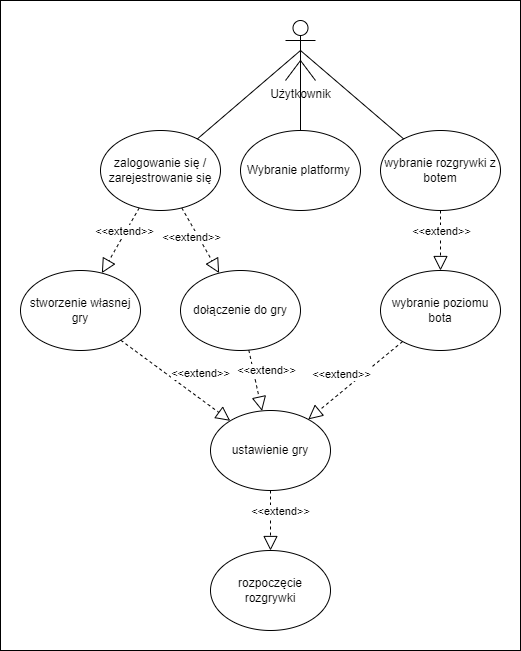 Użytkownik
zalogowanie się /
zarejestrowanie się
Wybranie platformy
wybranie rozgrywki z
botem
<<extend>>
<<extend>>
<<extend>>
stworzenie własnej
gry
dołączenie do gry
wybranie poziomu
bota
<<extend>>
<<extend>>
<<extend>>
ustawienie gry
<<extend>>
rozpoczęcie
rozgrywki